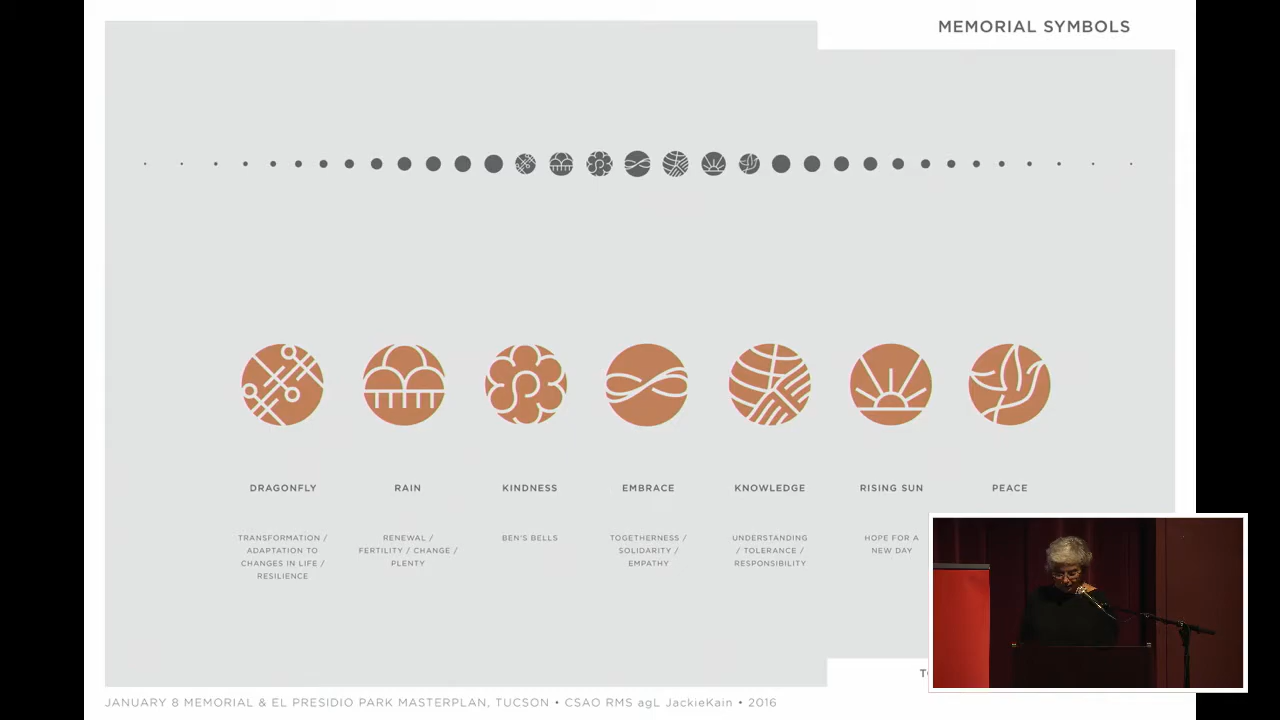 MEMORIAL SYMBOLS
DRAGONFLY
RAIN
KINDNESS
EMBRACE
KNOWLEDGE
RISING SUN
PEACE
TRANSFORMATION /
ADAPTATION TO
CHANGES IN LIFE /
RESILIENCE
RENEWAL /
FERTILITY / CHANGE /
PLENTY
BEN'S BELLS
TOGETHERNESS /
SOLIDARITY /
EMPATHY
UNDERSTANDING
/ TOLERANCE /
RESPONSIBILITY
HOPE FOR A
NEW DAY
JANUARY 8 MEMORIAL & EL PRESIDIO PARK MASTERPLAN, TUCSON • CSAO RMS agL JackieKain • 2016